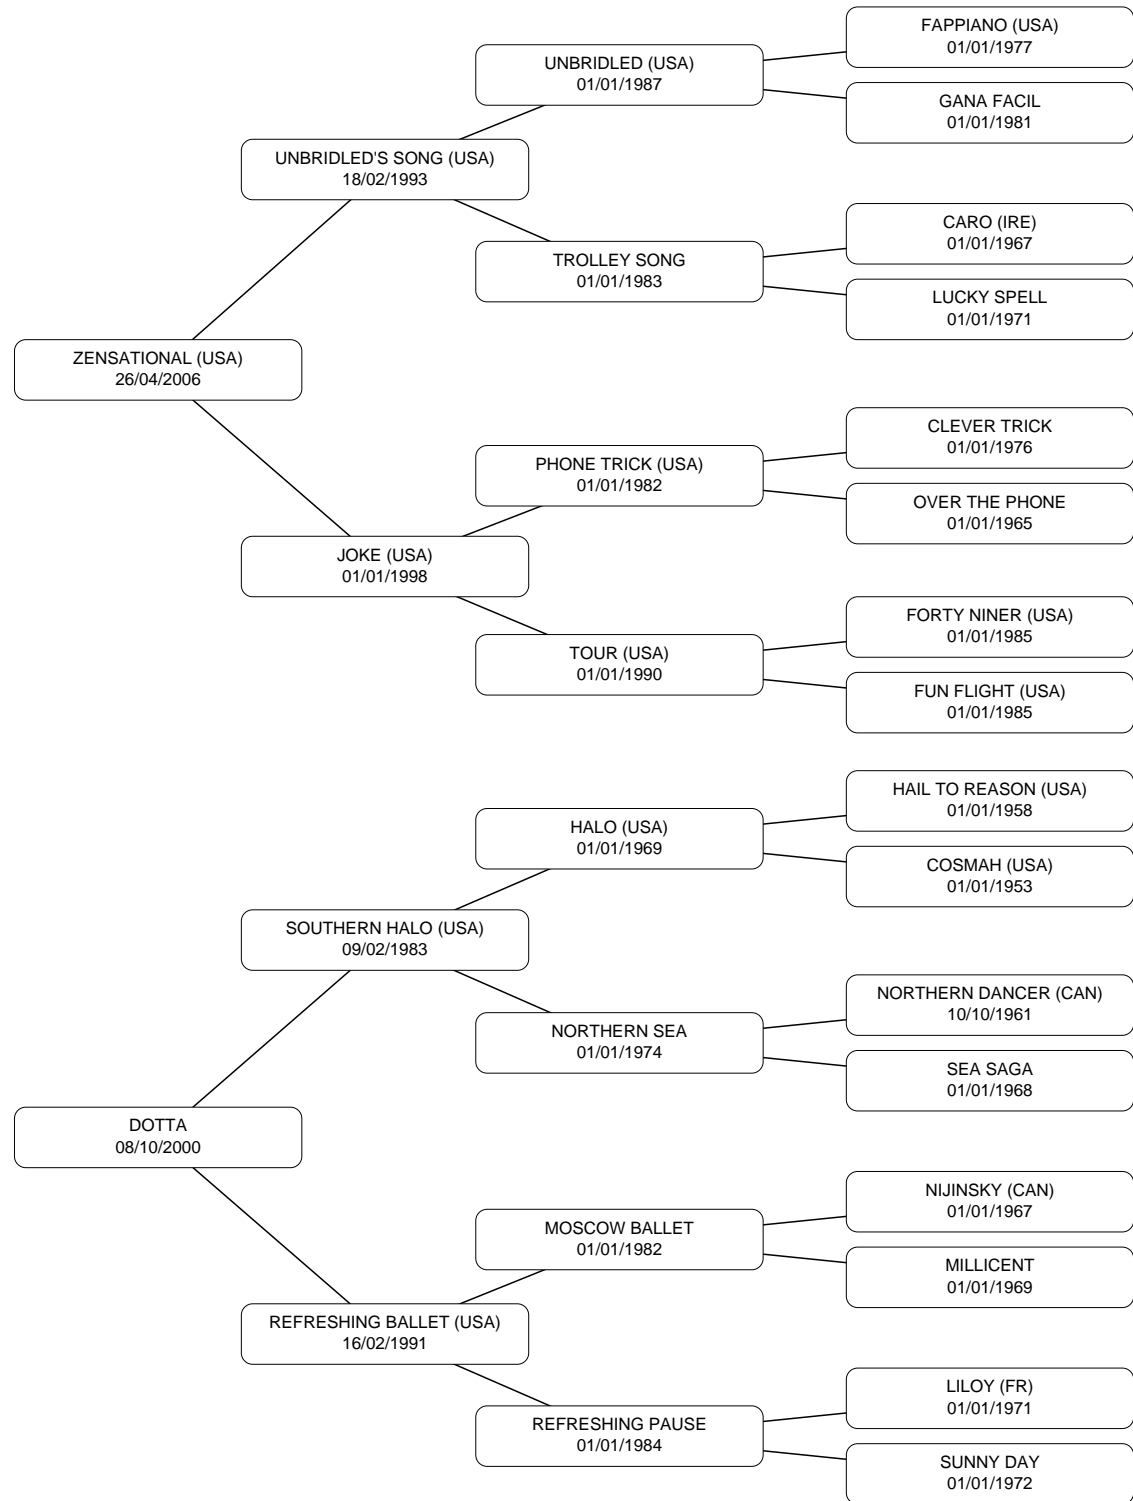 FAPPIANO (USA)
01/01/1977
UNBRIDLED (USA)
01/01/1987
GANA FACIL
01/01/1981
UNBRIDLED'S SONG (USA)
18/02/1993
CARO (IRE)
01/01/1967
TROLLEY SONG
01/01/1983
LUCKY SPELL
01/01/1971
ZENSATIONAL (USA)
26/04/2006
CLEVER TRICK
01/01/1976
PHONE TRICK (USA)
01/01/1982
OVER THE PHONE
01/01/1965
JOKE (USA)
01/01/1998
FORTY NINER (USA)
01/01/1985
TOUR (USA)
01/01/1990
FUN FLIGHT (USA)
01/01/1985
HAIL TO REASON (USA)
01/01/1958
HALO (USA)
01/01/1969
COSMAH (USA)
01/01/1953
SOUTHERN HALO (USA)
09/02/1983
NORTHERN DANCER (CAN)
10/10/1961
NORTHERN SEA
01/01/1974
SEA SAGA
01/01/1968
DOTTA
08/10/2000
NIJINSKY (CAN)
01/01/1967
MOSCOW BALLET
01/01/1982
MILLICENT
01/01/1969
REFRESHING BALLET (USA)
16/02/1991
LILOY (FR)
01/01/1971
REFRESHING PAUSE
01/01/1984
SUNNY DAY
01/01/1972